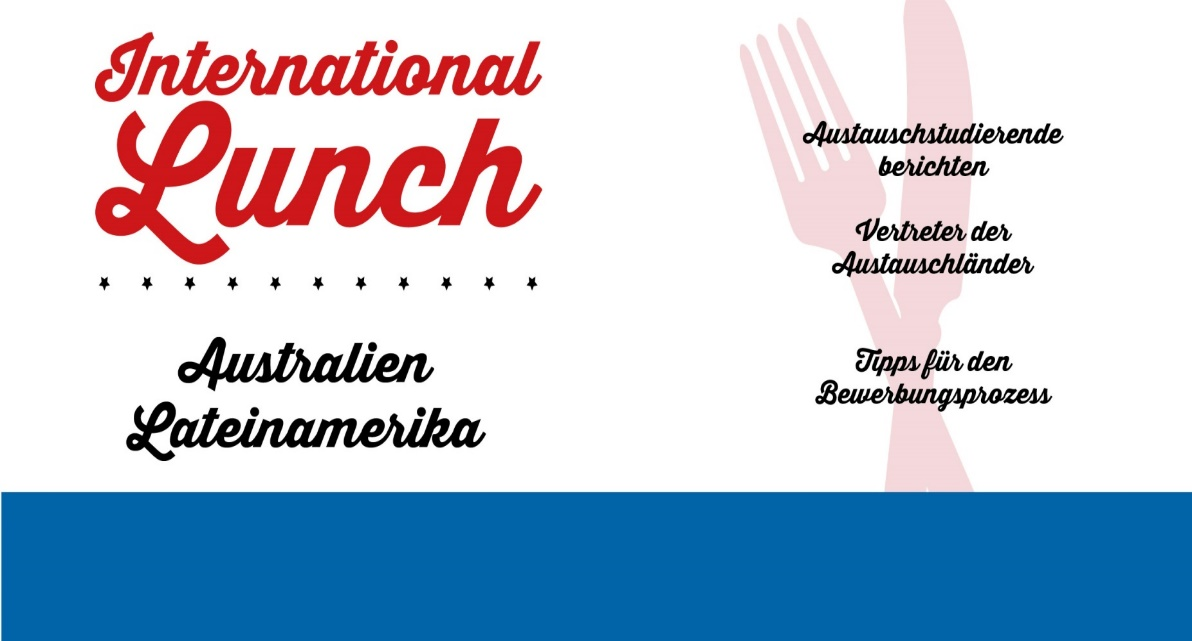 International
Lunch
Australien
Lateinamerika
Austauschstudierende
berichten
Vertreter der
Austauschländer
Tipps für den
Bewerbungsprozess